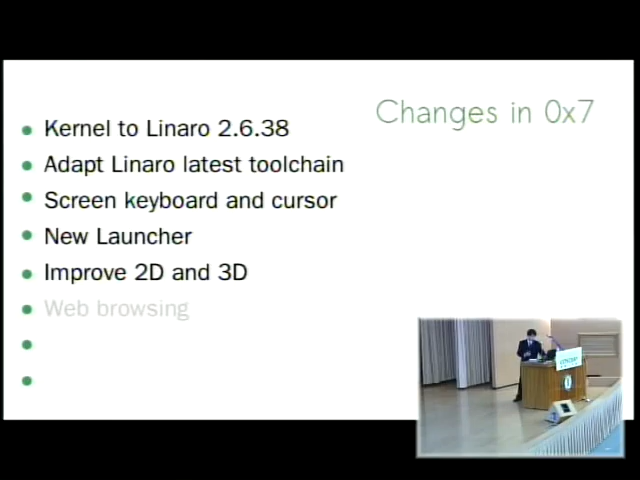 Changes in 0x7
Kernel to Linaro 2.6.38
Adapt Linaro latest toolchain
Screen keyboard and cursor
New Launcher
Improve 2D and 3D
Web browsing